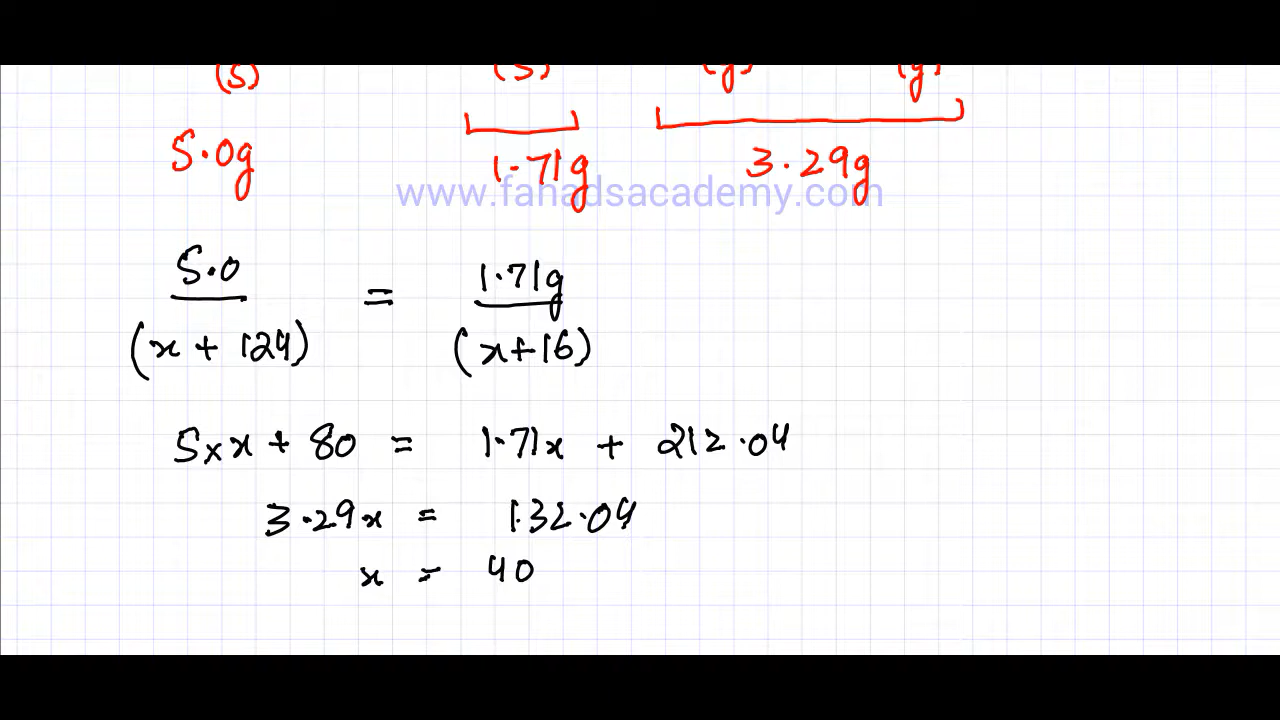 (s) (s) (g) (g)
5.0g 1.71g 3.29g
www.fahadsacademy.com
5.0 = 1.71g
(x + 124) (x+16)
5×x + 80 = 1.71x + 212.04
3.29x = 132.04
x = 40